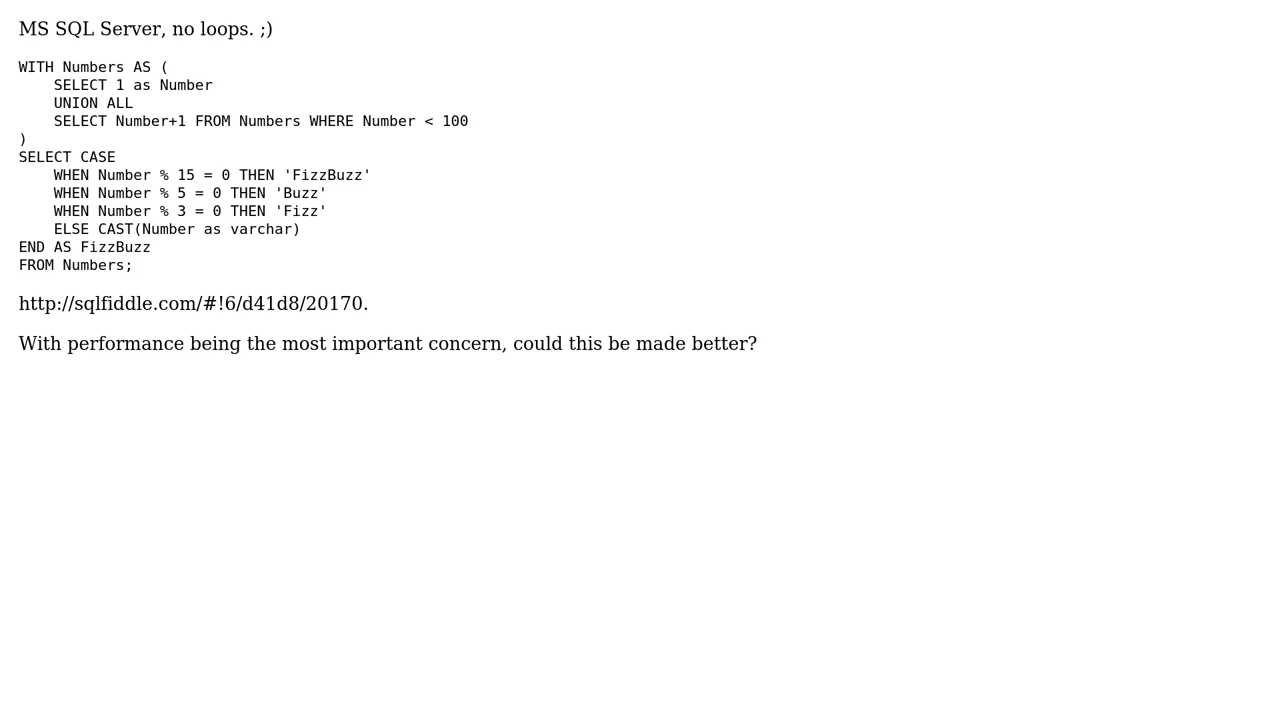 MS SQL Server, no loops. ;)
WITH Numbers AS (
    SELECT 1 as Number
    UNION ALL
    SELECT Number+1 FROM Numbers WHERE Number < 100
)
SELECT CASE
    WHEN Number % 15 = 0 THEN 'FizzBuzz'
    WHEN Number % 5 = 0 THEN 'Buzz'
    WHEN Number % 3 = 0 THEN 'Fizz'
    ELSE CAST(Number as varchar)
END AS FizzBuzz
FROM Numbers;
http://sqlfiddle.com/#!6/d41d8/20170.
With performance being the most important concern, could this be made better?